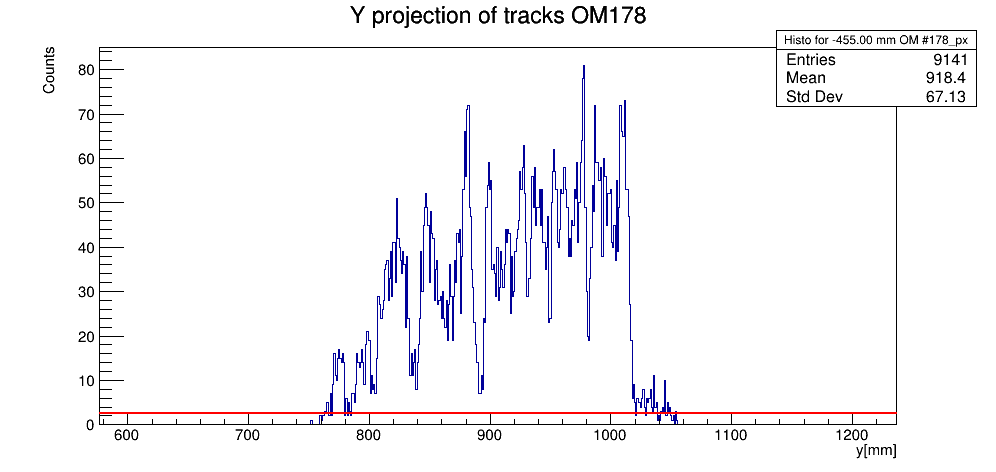 Y projection of tracks OM178
Histo for -455.00 mm OM #178_px
Entries 9141
Mean 918.4
Std Dev 67.13
Counts
80
70
60
50
40
30
20
10
0
600 700 800 900 1000 1100 1200
y[mm]